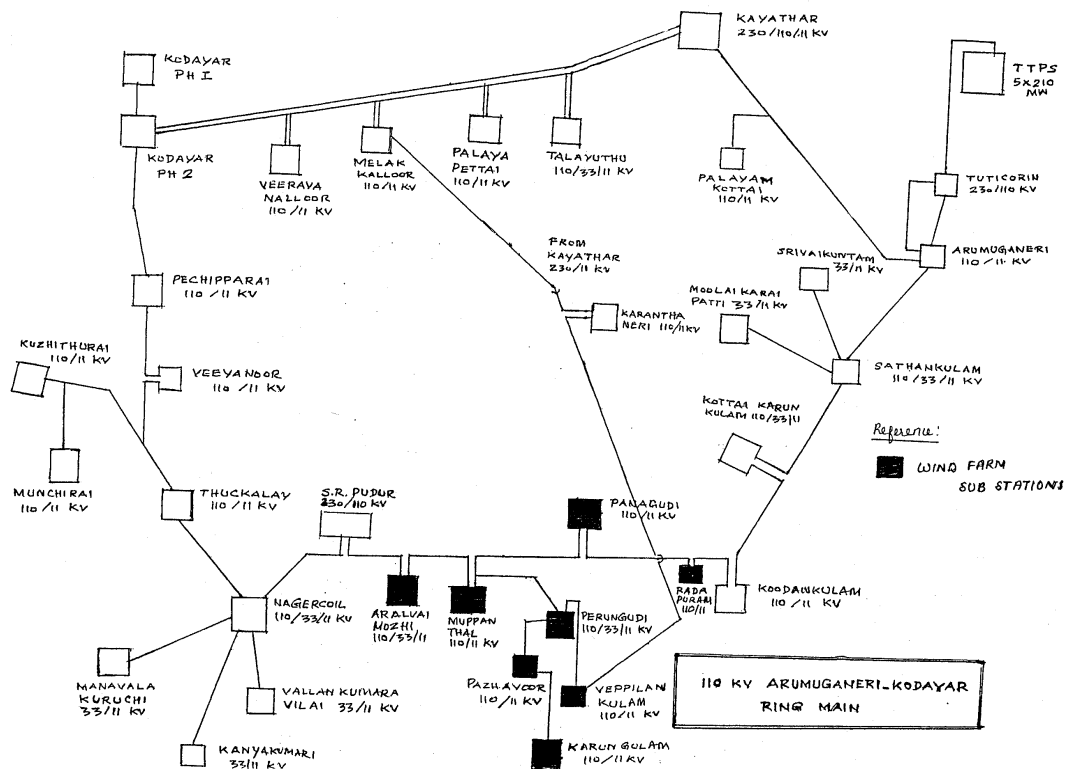 KAYATHAR
230/110/11 KV
KODAYAR
PH I
TTPS
5X210
MW
KODAYAR
PH 2
VEERAVA
NALLOOR
110/11 KV
MELAK
KALLOOR
110/11 KV
PALAYA
PETTAI
110/11 KV
TALAYUTHU
110/33/11 KV
PALAYAM
KOTTAI
110/11 KV
TUTICORIN
230/110 KV
FROM
KAYATHAR
230/11 KV
SRIVAIKUNTAM
33/11 KV
ARUMUGANERI
110/11 KV
PECHIPPARAI
110/11 KV
MOOLAI KARAI
PATTI 33/11 KV
KARANTHA
NERI 110/11KV
KUZHITHURAI
110/11 KV
VEEYANOOR
110/11 KV
SATHANKULAM
110/33/11 KV
KOTTAI KARUN
KULAM 110/33/11
Reference:
WIND FARM
SUB STATIONS
MUNCHIRAI
110/11 KV
THUCKALAY
110/11 KV
S.R. PUDUR
230/110 KV
PANAGUDI
110/11 KV
NAGERCOIL
110/33/11 KV
ARALVAI
MOZHI
110/33/11
MUPPAN
THAL
110/11 KV
PERUNGUDI
110/33/11 KV
RADA
PURAM
110/11
KOODANKULAM
110/11 KV
MANAVALA
KURUCHI
33/11 KV
VALLAN KUMARA
VILAI 33/11 KV
PAZHAVOOR
110/11 KV
VEPPILAN
KULAM
110/11 KV
110 KV ARUMUGANERI-KODAYAR
RING MAIN
KANYAKUMARI
33/11 KV
KARUNGULAM
110/11 KV